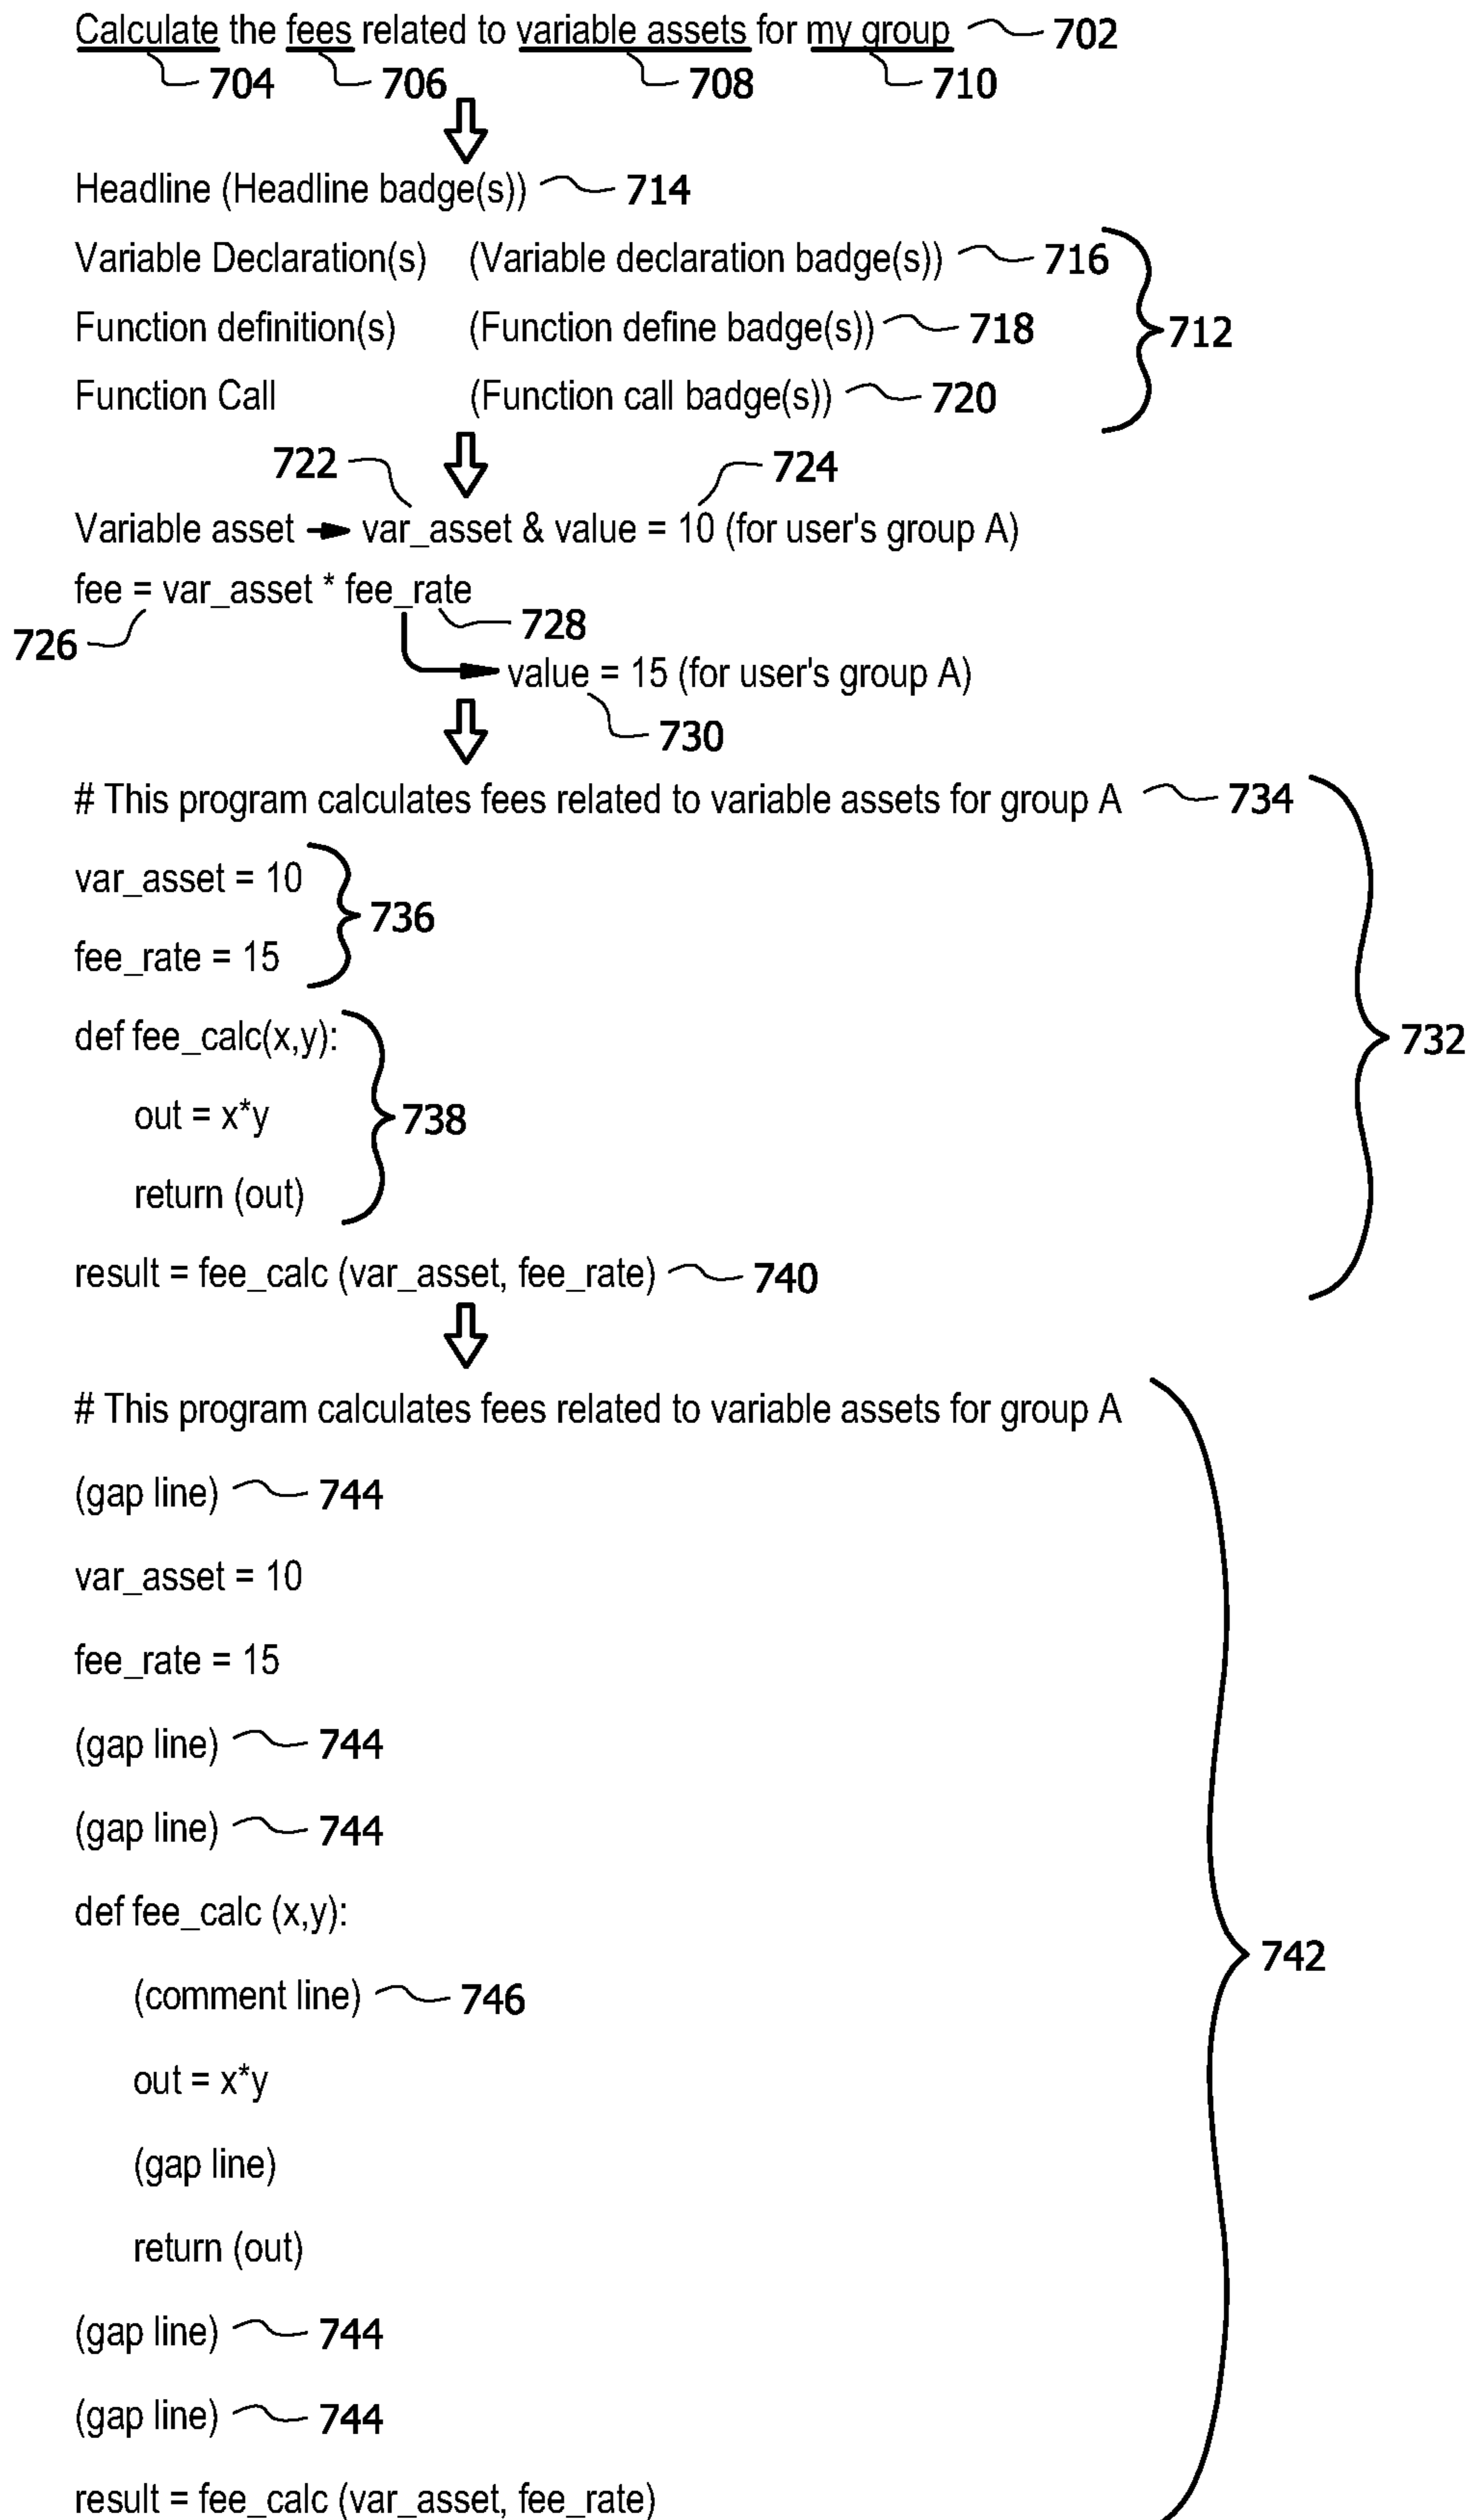 Calculate the fees related to variable assets for my group 702
704 706 708 710
Headline (Headline badge(s)) 714
Variable Declaration(s) (Variable declaration badge(s)) 716
Function definition(s) (Function define badge(s)) 718 712
Function Call (Function call badge(s)) 720
722 724
Variable asset var_asset & value = 10 (for user's group A)
fee = var_asset * fee_rate
726 728
value = 15 (for user's group A)
730
# This program calculates fees related to variable assets for group A 734
var_asset = 10
736
fee_rate = 15
def fee_calc(x,y): 732
out = x*y 738
return (out)
result = fee_calc (var_asset, fee_rate) 740
# This program calculates fees related to variable assets for group A
(gap line) 744
var_asset = 10
fee_rate = 15
(gap line) 744
(gap line) 744
def fee_calc (x,y):
742
(comment line) 746
out = x*y
(gap line)
return (out)
(gap line) 744
(gap line) 744
result = fee_calc (var_asset, fee_rate)